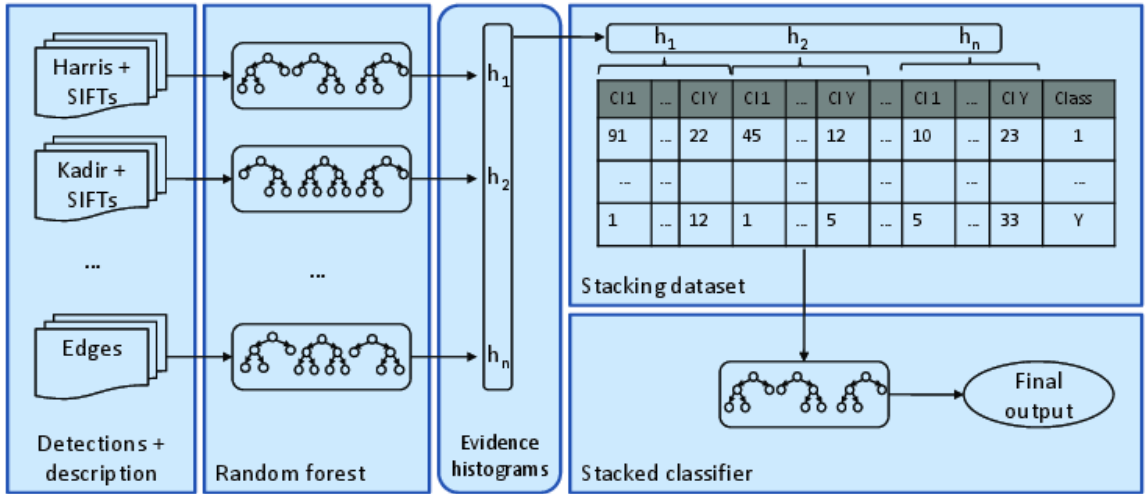 Harris +
SIFTs
Kadir +
SIFTs
...
Edges
Detections +
description
...
Random forest
h1
h2
hn
Evidence
histograms
h1 h2 hn
Cl 1 ... Cl Y Cl 1 ... Cl Y ... Cl 1 ... Cl Y Class
91 ... 22 45 ... 12 ... 10 ... 23 1
... ... ... ... ...
1 ... 12 1 ... 5 ... 5 ... 33 Y
Stacking dataset
Final
output
Stacked classifier